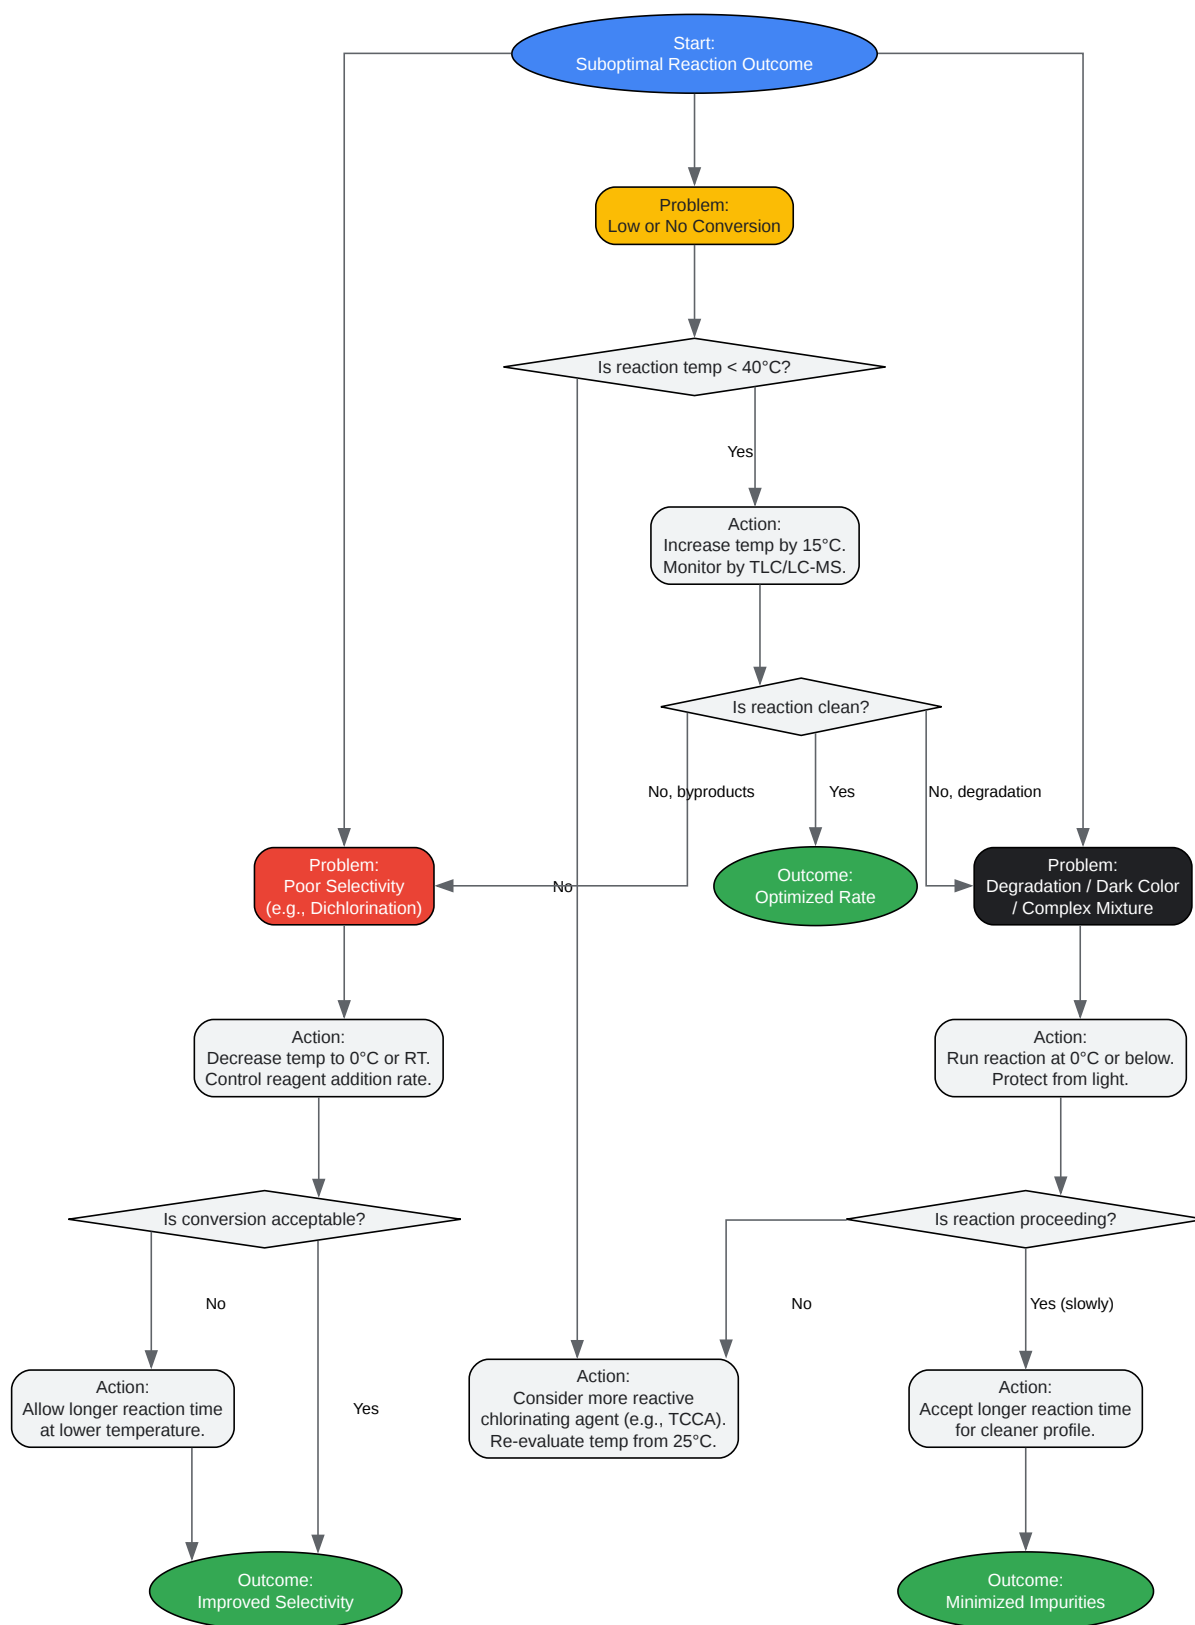 Start:
Suboptimal Reaction Outcome
Problem:
Low or No Conversion
Is reaction temp < 40°C?
Yes
Action:
Increase temp by 15°C.
Monitor by TLC/LC-MS.
Is reaction clean?
No, byproducts
Yes
No, degradation
Problem:
Poor Selectivity
(e.g., Dichlorination)
No
Outcome:
Optimized Rate
Problem:
Degradation / Dark Color
/ Complex Mixture
Action:
Decrease temp to 0°C or RT.
Control reagent addition rate.
Action:
Run reaction at 0°C or below.
Protect from light.
Is conversion acceptable?
Is reaction proceeding?
No
No
Yes (slowly)
Action:
Allow longer reaction time
at lower temperature.
Yes
Action:
Consider more reactive
chlorinating agent (e.g., TCCA).
Re-evaluate temp from 25°C.
Action:
Accept longer reaction time
for cleaner profile.
Outcome:
Improved Selectivity
Outcome:
Minimized Impurities